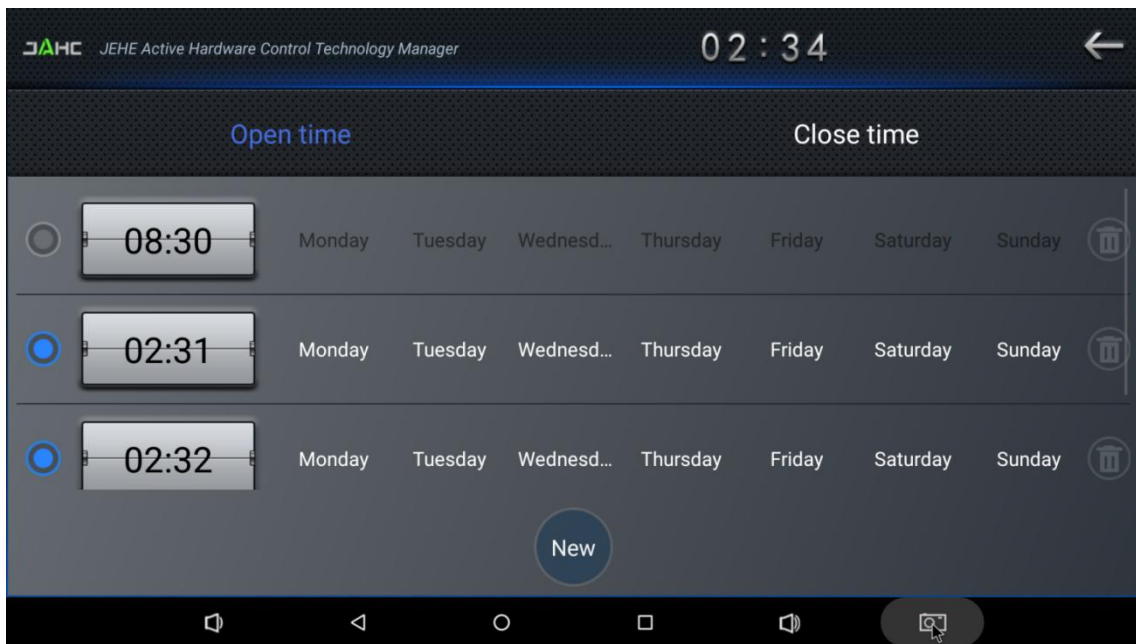 JAHC JEHE Active Hardware Control Technology Manager 02:34
Open time Close time
08:30 Monday Tuesday Wednesd... Thursday Friday Saturday Sunday
02:31 Monday Tuesday Wednesd... Thursday Friday Saturday Sunday
02:32 Monday Tuesday Wednesd... Thursday Friday Saturday Sunday
New